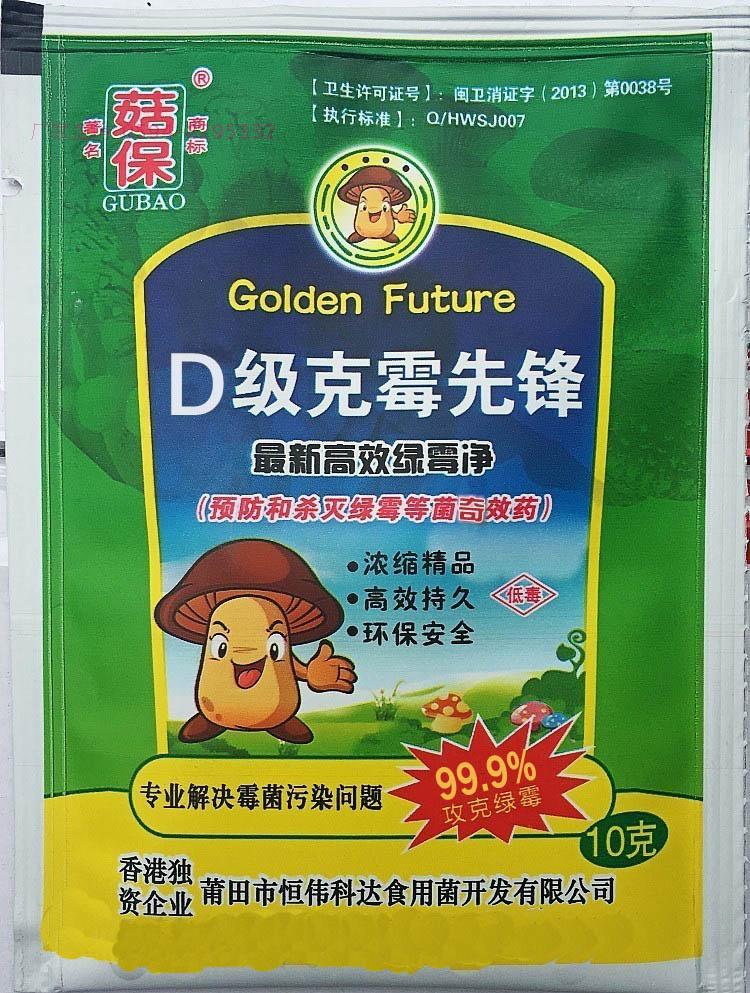 菇保
®
著名
商标
GUBAO
【卫生许可证号】：闽卫消证字（2013）第0038号
【执行标准】：Q/HWSJ007
Golden Future
D级克霉先锋
最新高效绿霉净
（预防和杀灭绿霉等菌奇效药）
●浓缩精品
●高效持久
●环保安全
低毒
专业解决霉菌污染问题
99.9%
攻克绿霉
10克
香港独资企业
莆田市恒伟科达食用菌开发有限公司